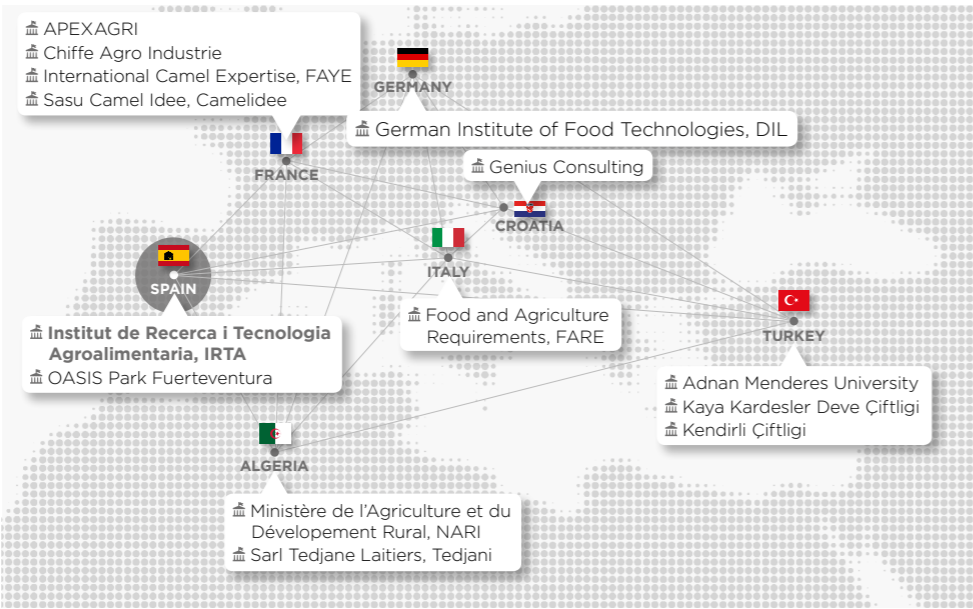 APEXAGRI
Chiffe Agro Industrie
International Camel Expertise, FAYE
Sasu Camel Idee, Camelidee
GERMANY
German Institute of Food Technologies, DIL
FRANCE
Genius Consulting
CROATIA
ITALY
SPAIN
Food and Agriculture
Requirements, FARE
Institut de Recerca i Tecnologia
Agroalimentaria, IRTA
OASIS Park Fuerteventura
TURKEY
Adnan Menderes University
Kaya Kardesler Deve Çiftligi
Kendirli Çiftligi
ALGERIA
Ministère de l'Agriculture et du
Dévelopement Rural, NARI
Sarl Tedjane Laitiers, Tedjani